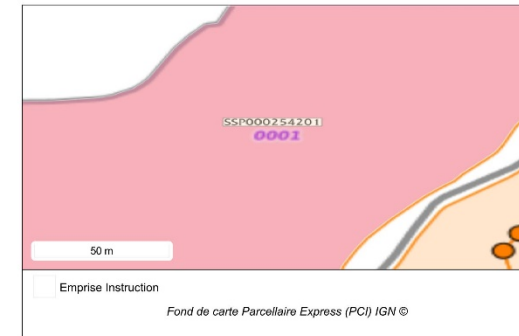 SSP000254201
0001
50 m
Emprise Instruction
Fond de carte Parcellaire Express (PCI) IGN ©